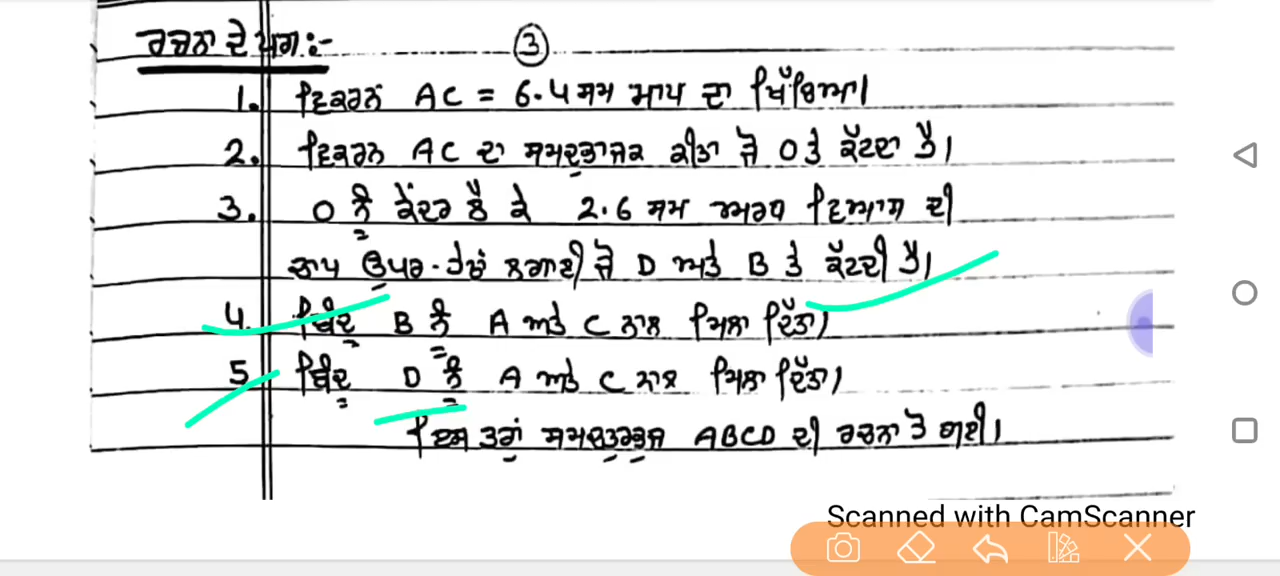 ਰਚਨਾ ਦੇ ਪਗ :-
③
1. ਵਿਕਰਨ AC = 6.4 ਸਮ ਮਾਪ ਦਾ ਖਿੱਚਿਆ।
2. ਵਿਕਰਨ AC ਦਾ ਸਮਦੁਭਾਜਕ ਕੀਤਾ ਜੋ O ਤੇ ਕੱਟਦਾ ਹੈ।
3. O ਨੂੰ ਕੇਂਦਰ ਲੈ ਕੇ 2.6 ਸਮ ਅਰਧ ਵਿਆਸ ਦੀ
ਚਾਪ ਉਪਰ - ਹੇਠਾਂ ਲਗਾਈ ਜੋ D ਅਤੇ B ਤੇ ਕੱਟਦੀ ਹੈ।
4. ਬਿੰਦੂ B ਨੂੰ A ਅਤੇ C ਨਾਲ ਮਿਲਾ ਦਿੱਤਾ।
5 ਬਿੰਦੂ D ਨੂੰ A ਅਤੇ C ਨਾਲ ਮਿਲਾ ਦਿੱਤਾ।
ਇਸ ਤਰਾਂ ਸਮਚਤੁਰਭੁਜ ABCD ਦੀ ਰਚਨਾ ਹੋ ਗਈ।
Scanned with CamScanner